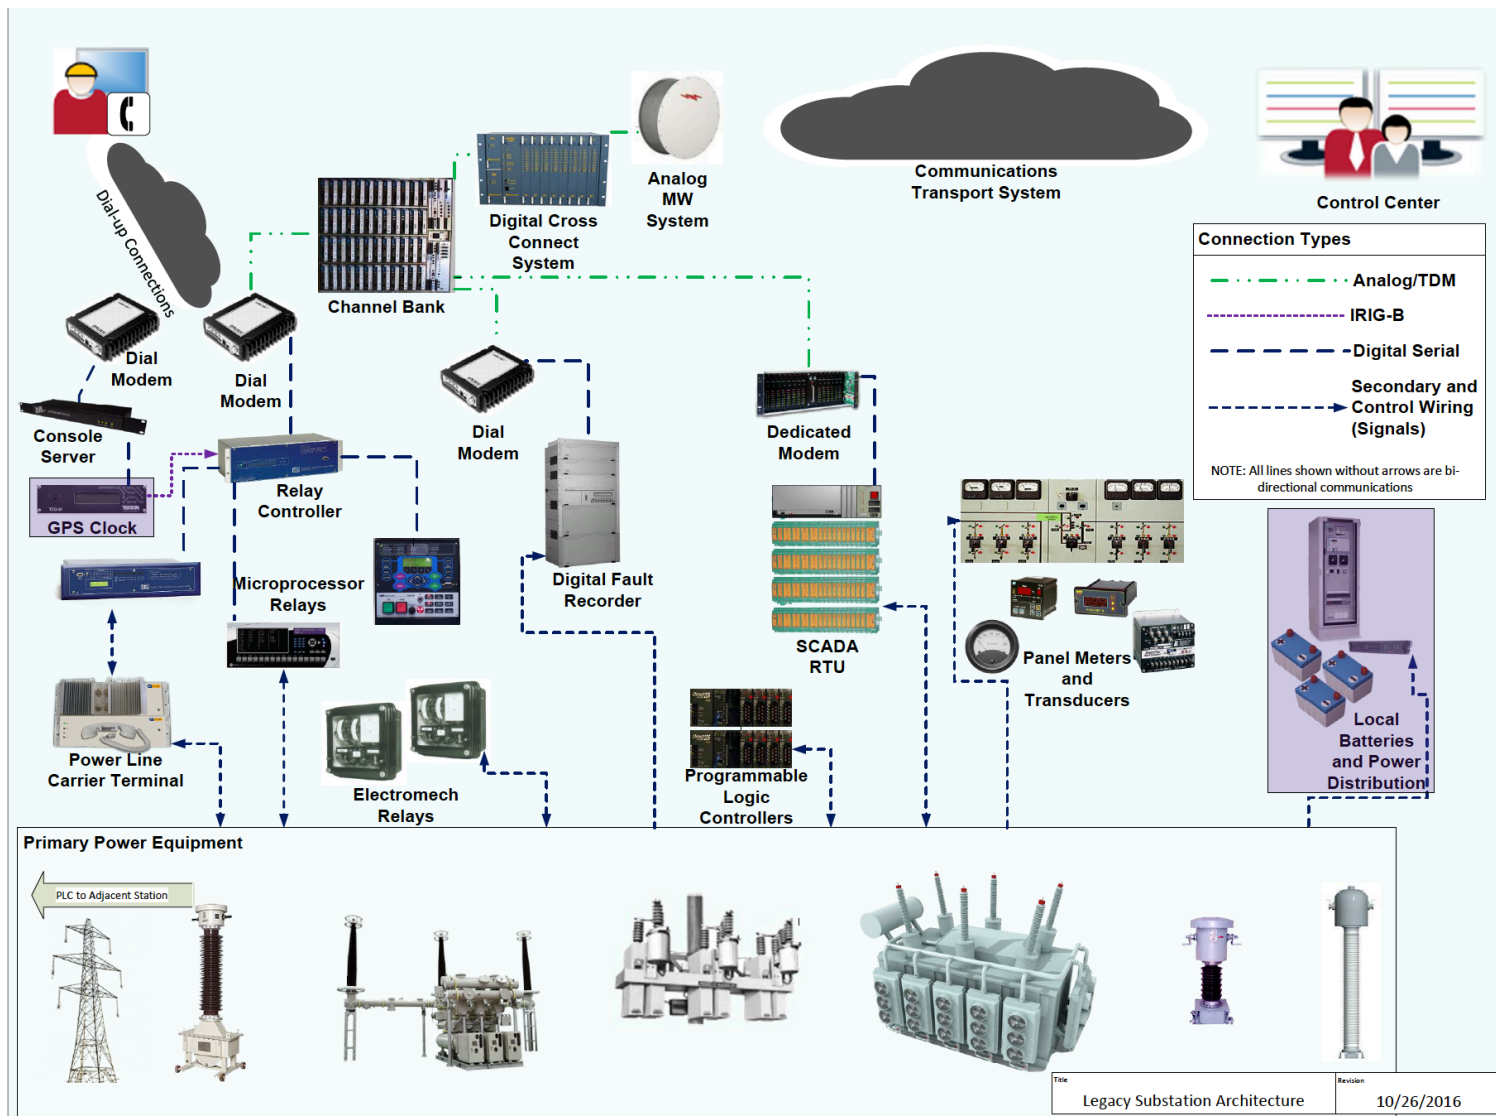 Analog
MW
System
Communications
Transport System
Control Center
Dial-up Connections
Digital Cross
Connect
System
Channel Bank
Connection Types
Analog/TDM
IRIG-B
Digital Serial
Secondary and
Control Wiring
(Signals)
NOTE: All lines shown without arrows are bi-
directional communications
Dial
Modem
Dial
Modem
Dial
Modem
Dedicated
Modem
Console
Server
GPS Clock
Relay
Controller
Microprocessor
Relays
Digital Fault
Recorder
SCADA
RTU
Panel Meters
and
Transducers
Local
Batteries
and Power
Distribution
Power Line
Carrier Terminal
Electromech
Relays
Programmable
Logic
Controllers
Primary Power Equipment
PLC to Adjacent Station
Title
Legacy Substation Architecture
Revision
10/26/2016